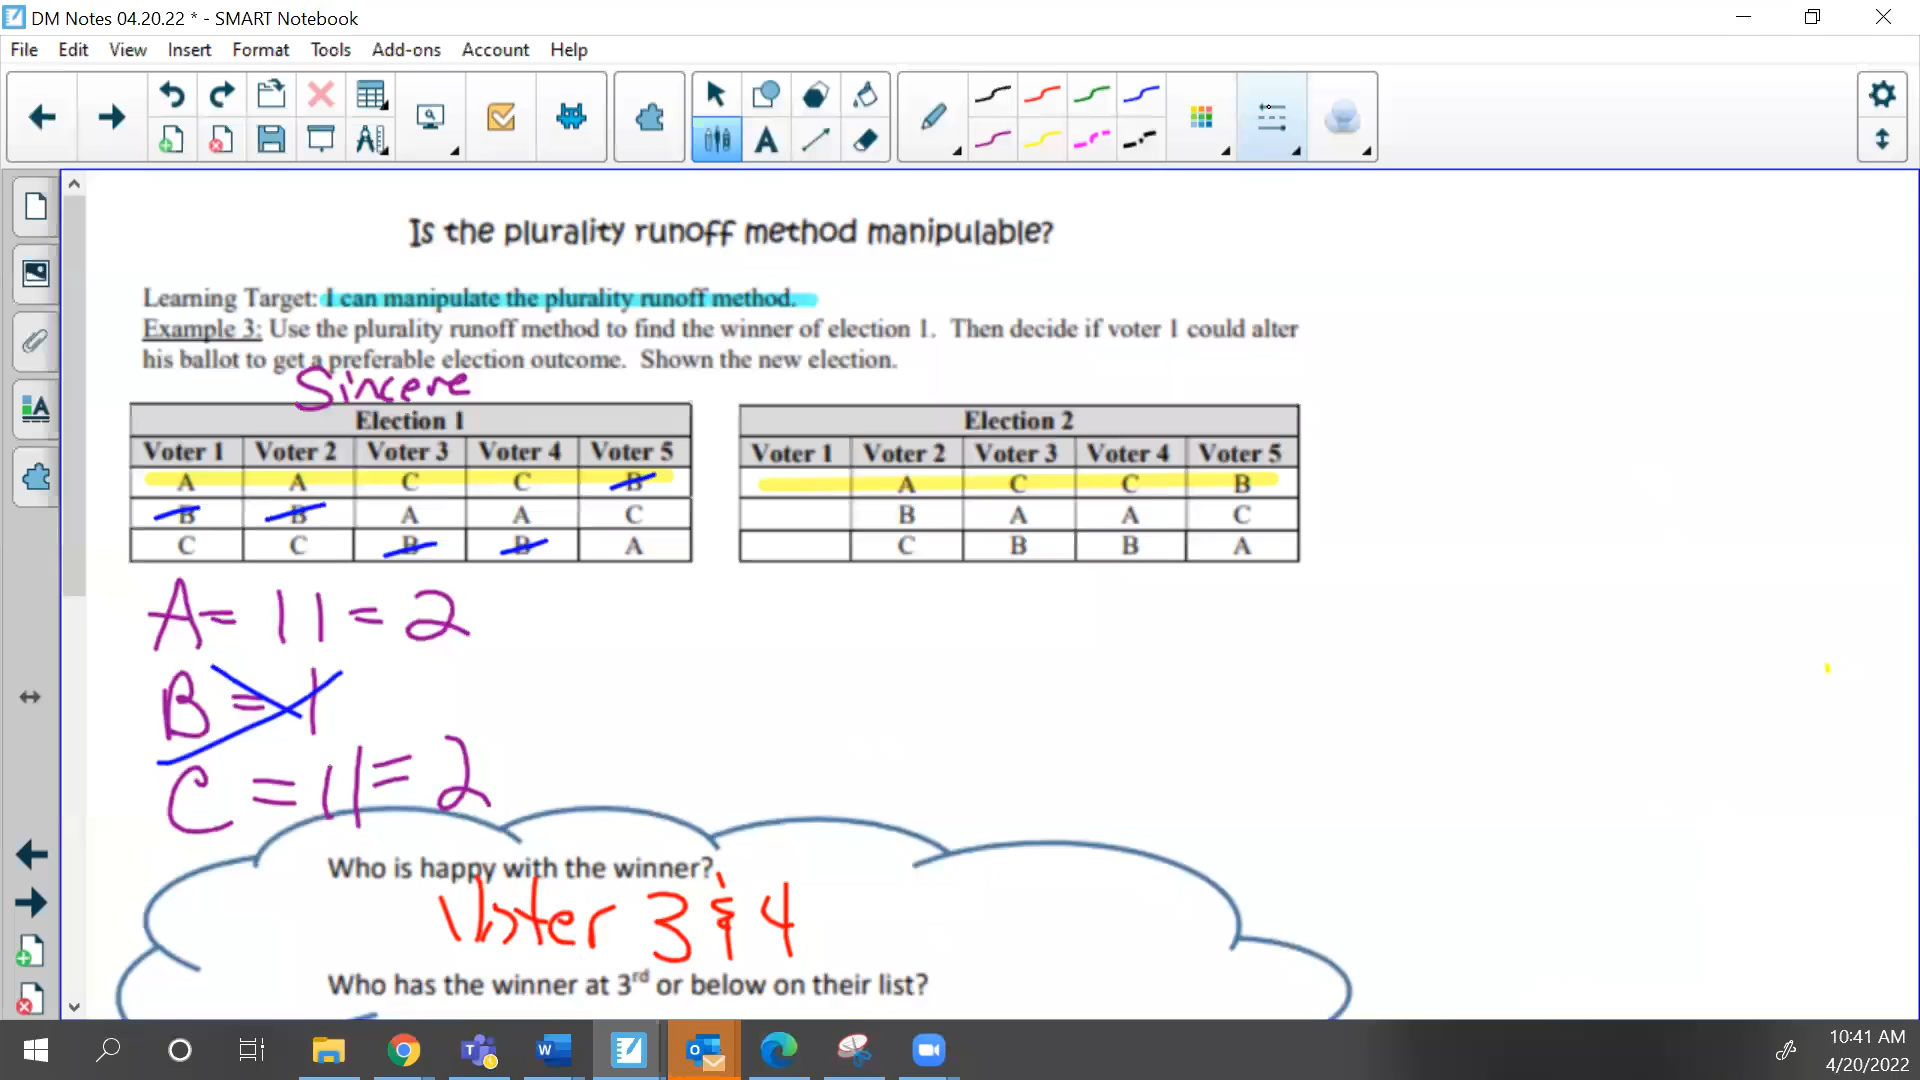 DM Notes 04.20.22 * - SMART Notebook
File Edit View Insert Format Tools Add-ons Account Help
Is the plurality runoff method manipulable?
Learning Target: I can manipulate the plurality runoff method.
Example 3: Use the plurality runoff method to find the winner of election 1. Then decide if voter 1 could alter
his ballot to get a preferable election outcome. Shown the new election.
Sincere
Election 1
Voter 1 Voter 2 Voter 3 Voter 4 Voter 5
A A C C B
B B A A C
C C B B A
Election 2
Voter 1 Voter 2 Voter 3 Voter 4 Voter 5
A C C B
B A A C
C B B A
A = 11 = 2
B = 1
C = 11 = 2
Who is happy with the winner?
Voter 3 & 4
Who has the winner at 3rd or below on their list?
10:41 AM
4/20/2022